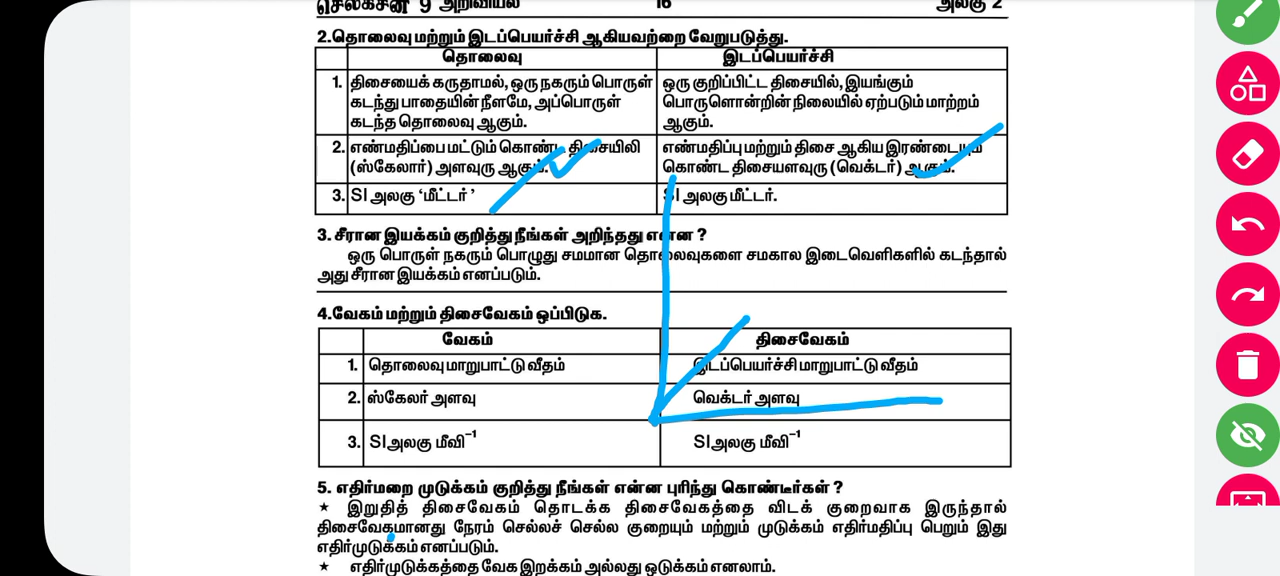 செலக்சன் 9 அறிவியல் 16 அலகு 2
2.தொலைவு மற்றும் இடப்பெயர்ச்சி ஆகியவற்றை வேறுபடுத்து.
தொலைவு இடப்பெயர்ச்சி
1. திசையைக் கருதாமல், ஒரு நகரும் பொருள் ஒரு குறிப்பிட்ட திசையில், இயங்கும்
கடந்து பாதையின் நீளமே, அப்பொருள் பொருளொன்றின் நிலையில் ஏற்படும் மாற்றம்
கடந்த தொலைவு ஆகும். ஆகும்.
2. எண்மதிப்பை மட்டும் கொண்ட திசையிலி எண்மதிப்பு மற்றும் திசை ஆகிய இரண்டையும்
(ஸ்கேலார்) அளவுரு ஆகும். கொண்ட திசையளவுரு (வெக்டர்) ஆகும்.
3. SI அலகு ‘மீட்டர்’ SI அலகு மீட்டர்.
3. சீரான இயக்கம் குறித்து நீங்கள் அறிந்தது என்ன ?
ஒரு பொருள் நகரும் பொழுது சமமான தொலைவுகளை சமகால இடைவெளிகளில் கடந்தால்
அது சீரான இயக்கம் எனப்படும்.
4.வேகம் மற்றும் திசைவேகம் ஒப்பிடுக.
வேகம் திசைவேகம்
1. தொலைவு மாறுபாட்டு வீதம் இடப்பெயர்ச்சி மாறுபாட்டு வீதம்
2. ஸ்கேலர் அளவு வெக்டர் அளவு
3. SI அலகு மீவி⁻¹ SI அலகு மீவி⁻¹
5. எதிர்மறை முடுக்கம் குறித்து நீங்கள் என்ன புரிந்து கொண்டீர்கள் ?
★ இறுதித் திசைவேகம் தொடக்க திசைவேகத்தை விடக் குறைவாக இருந்தால்
திசைவேகமானது நேரம் செல்லச் செல்ல குறையும் மற்றும் முடுக்கம் எதிர்மதிப்பு பெறும் இது
எதிர்முடுக்கம் எனப்படும்.
★ எதிர்முடுக்கத்தை வேக இறக்கம் அல்லது ஒடுக்கம் எனலாம்.